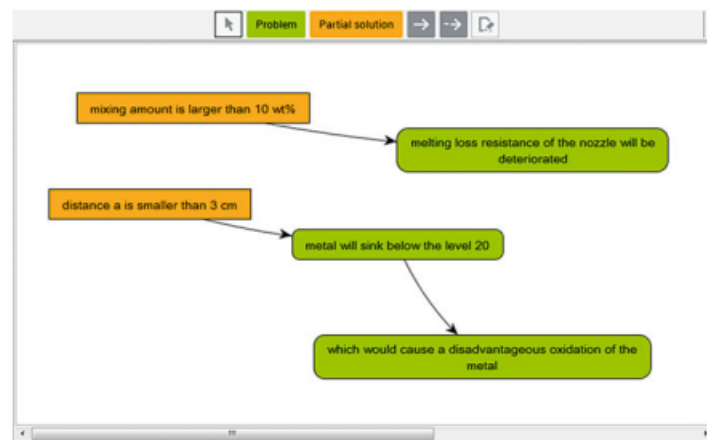 Problem Partial solution
mixing amount is larger than 10 wt%
melting loss resistance of the nozzle will be
deteriorated
distance a is smaller than 3 cm
metal will sink below the level 20
which would cause a disadvantageous oxidation of the
metal